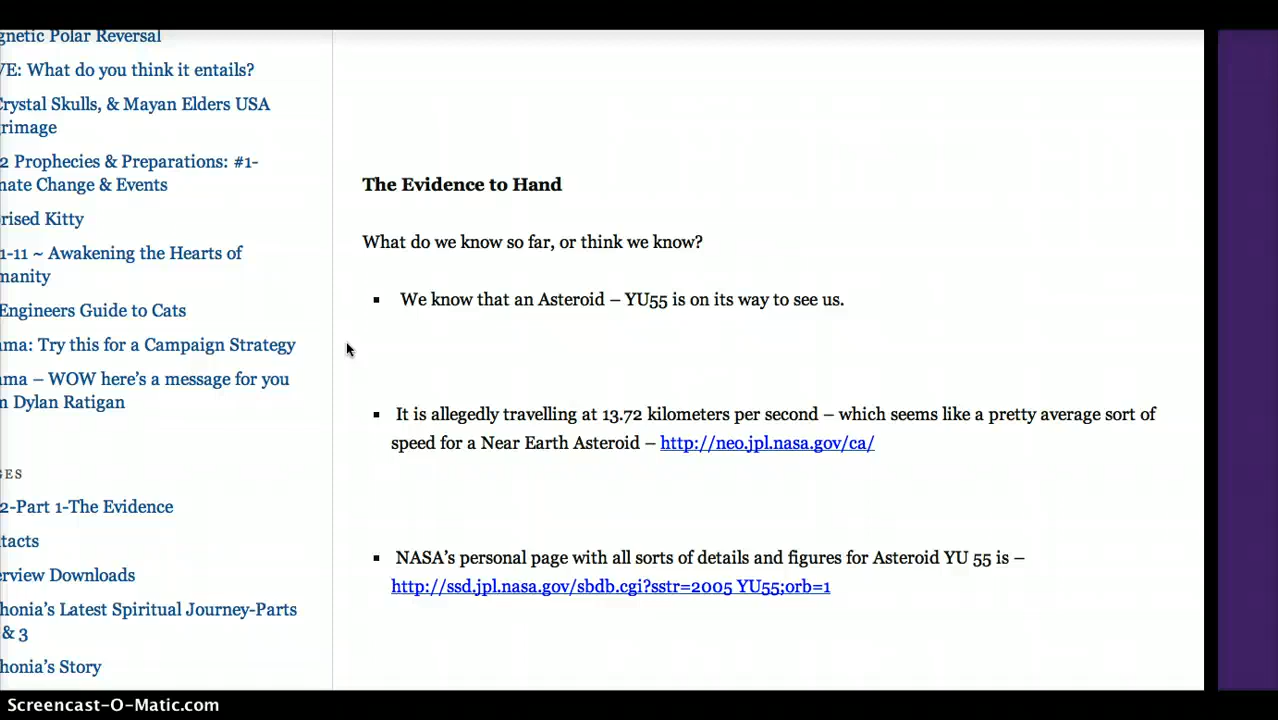 gnetic Polar Reversal
VE: What do you think it entails?
Crystal Skulls, & Mayan Elders USA
rimage
2 Prophecies & Preparations: #1-
nate Change & Events
rised Kitty
1-11 ~ Awakening the Hearts of
manity
Engineers Guide to Cats
ama: Try this for a Campaign Strategy
ama – WOW here's a message for you
m Dylan Ratigan
GES
2-Part 1-The Evidence
tacts
erview Downloads
honia's Latest Spiritual Journey-Parts
& 3
honia's Story
The Evidence to Hand
What do we know so far, or think we know?
▪ We know that an Asteroid – YU55 is on its way to see us.
▪ It is allegedly travelling at 13.72 kilometers per second – which seems like a pretty average sort of
speed for a Near Earth Asteroid – http://neo.jpl.nasa.gov/ca/
▪ NASA's personal page with all sorts of details and figures for Asteroid YU 55 is –
http://ssd.jpl.nasa.gov/sbdb.cgi?sstr=2005 YU55;orb=1
Screencast-O-Matic.com